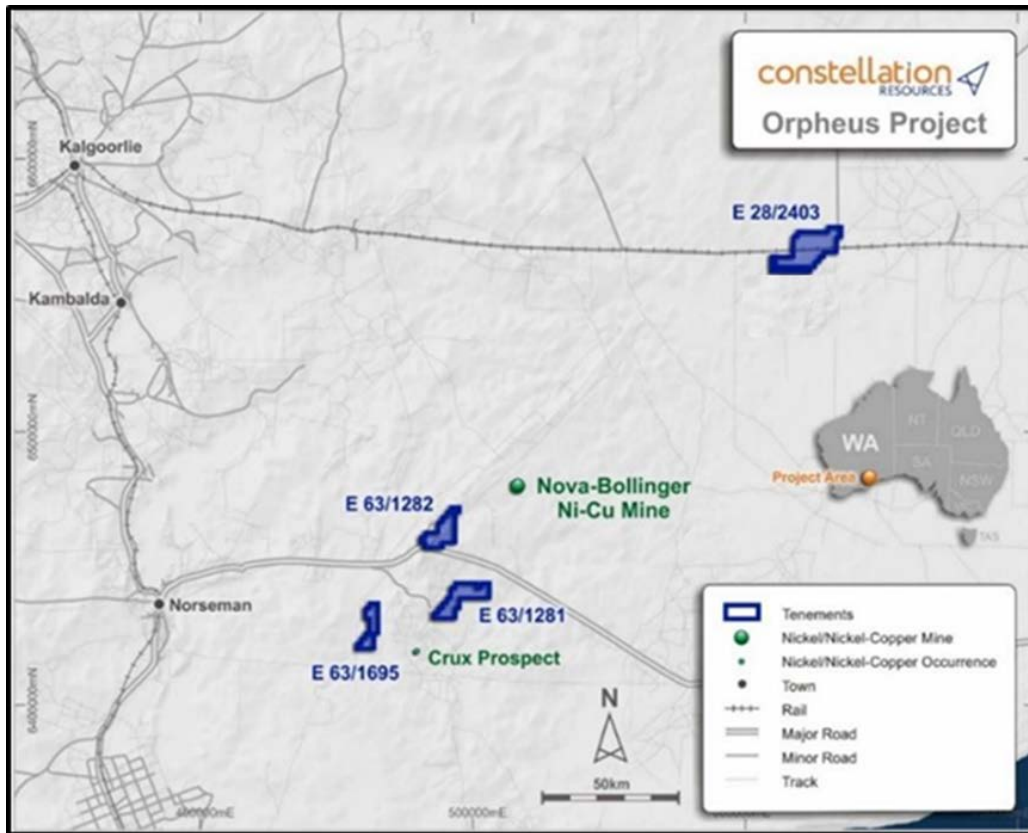 constellation
RESOURCES
Orpheus Project
Kalgoorlie
6600000mN
E 28/2403
Kambalda
6500000mN
WA
NT
QLD
SA
NSW
TAS
Project Area
Nova-Bollinger
Ni-Cu Mine
E 63/1282
Norseman
E 63/1281
E 63/1695
Crux Prospect
6400000mN
N
50km
500000mE
Tenements
Nickel/Nickel-Copper Mine
Nickel/Nickel-Copper Occurrence
Town
Rail
Major Road
Minor Road
Track